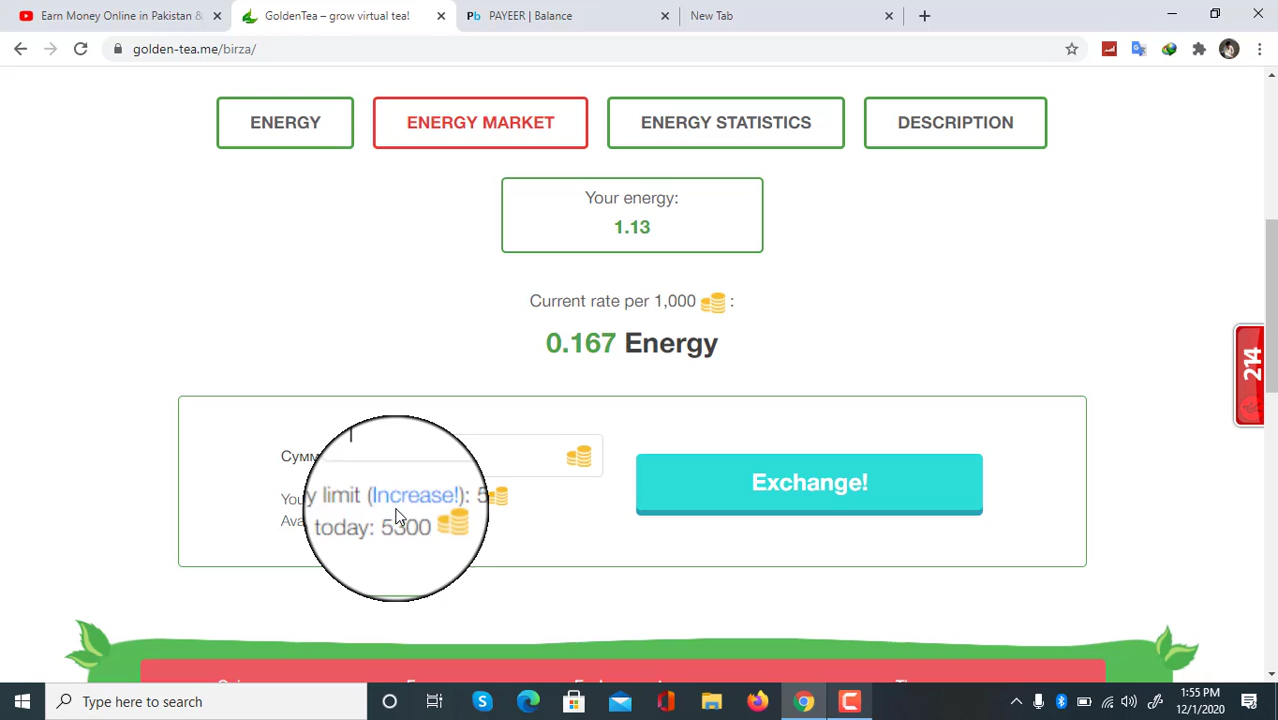 Earn Money Online in Pakistan &
GoldenTea – grow virtual tea!
PAYEER | Balance
New Tab
golden-tea.me/birza/
ENERGY
ENERGY MARKET
ENERGY STATISTICS
DESCRIPTION
Your energy:
1.13
Current rate per 1,000 :
0.167 Energy
214
Сумм
You y limit (Increase!): 5
Ava today: 5300
Exchange!
Type here to search
1:55 PM
12/1/2020